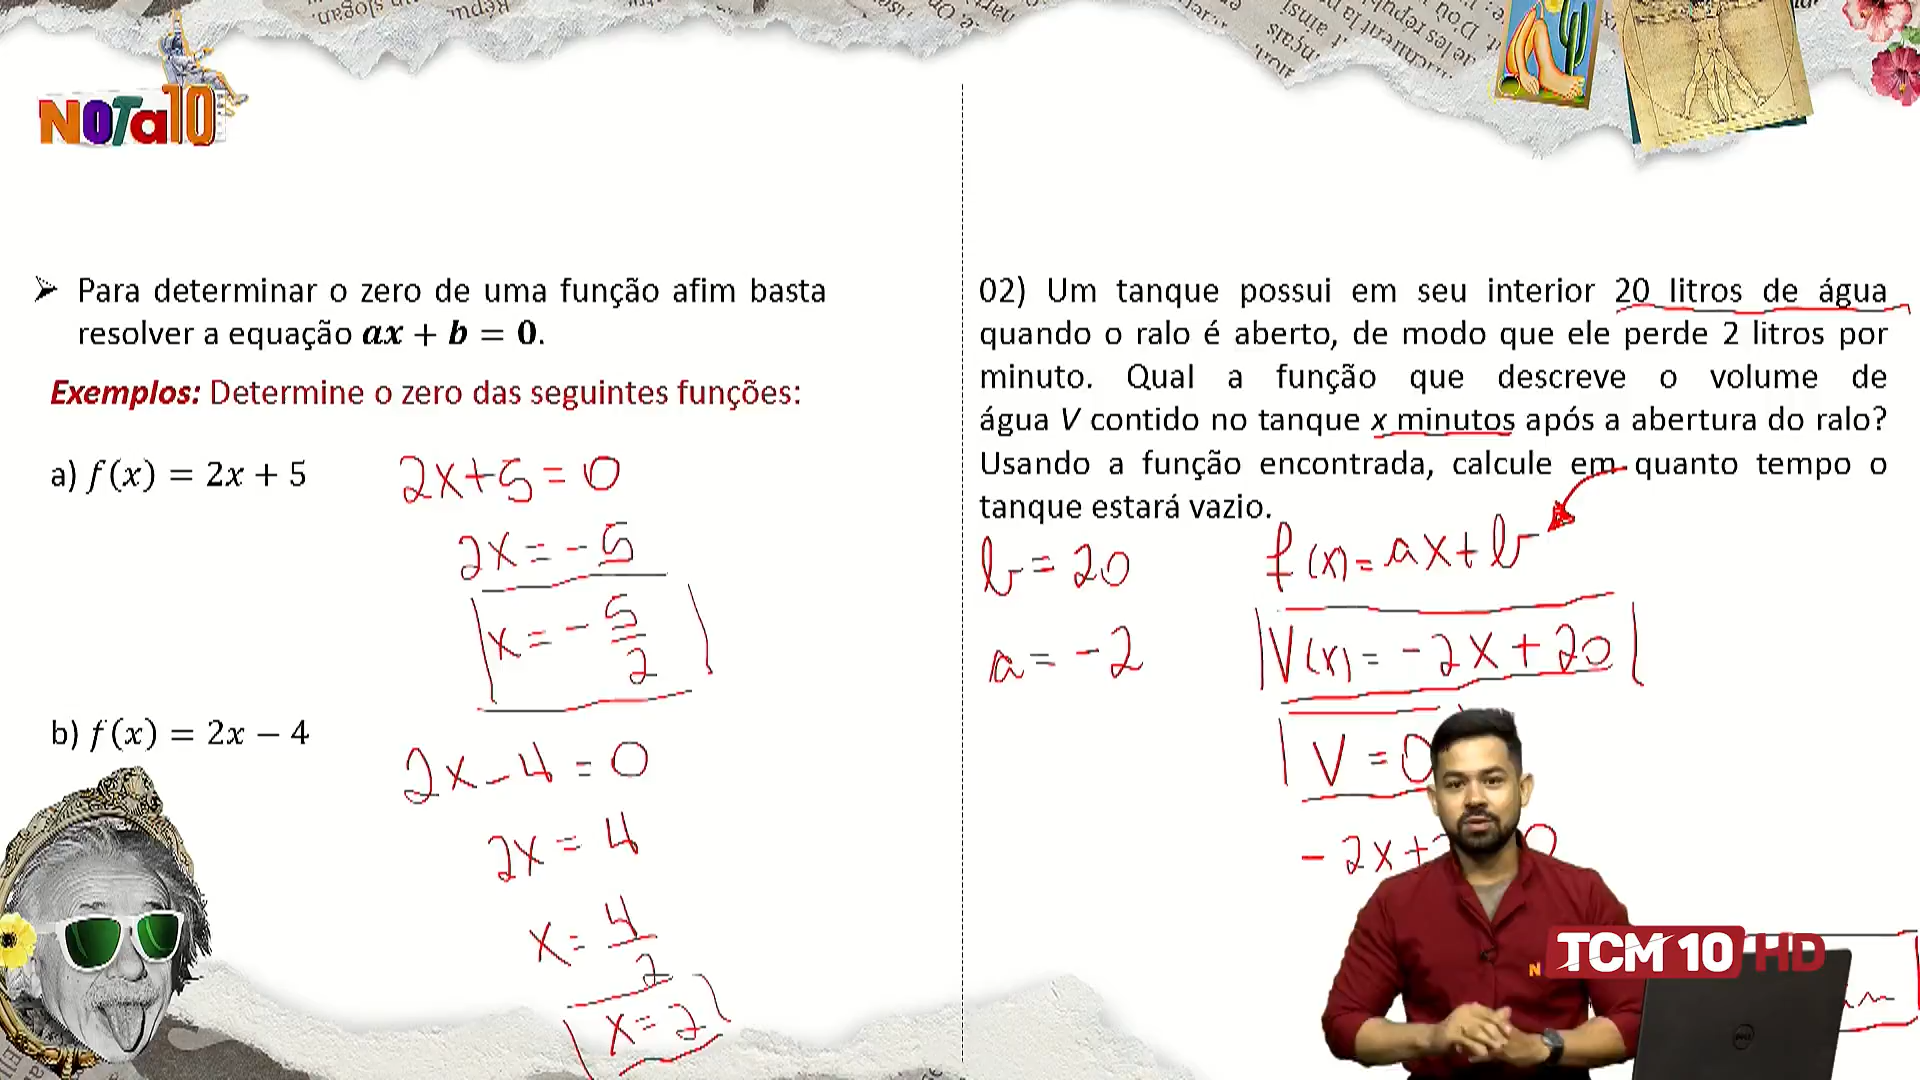 NOTa10
➤ Para determinar o zero de uma função afim basta
resolver a equação ax + b = 0.
Exemplos: Determine o zero das seguintes funções:
a) f(x) = 2x + 5
2x+5=0
2x = -5
x = -5/2
b) f(x) = 2x − 4
2x-4=0
2x = 4
x = 4/2
x = 2
02) Um tanque possui em seu interior 20 litros de água
quando o ralo é aberto, de modo que ele perde 2 litros por
minuto. Qual a função que descreve o volume de
água V contido no tanque x minutos após a abertura do ralo?
Usando a função encontrada, calcule em quanto tempo o
tanque estará vazio.
b = 20
f(x) = ax+b
a = -2
V(x) = -2x+20
V = 0
-2x+
TCM 10 HD
DELL